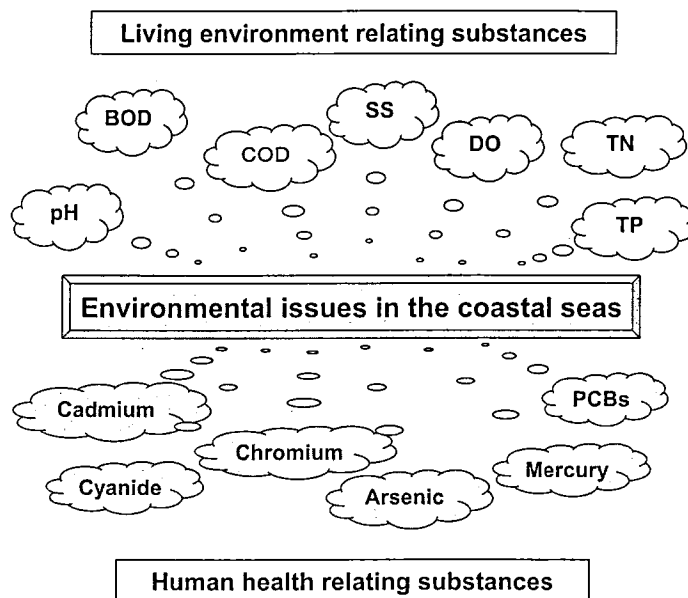 Living environment relating substances
BOD
SS
COD
DO
TN
pH
TP
Environmental issues in the coastal seas
Cadmium
PCBs
Chromium
Cyanide
Arsenic
Mercury
Human health relating substances